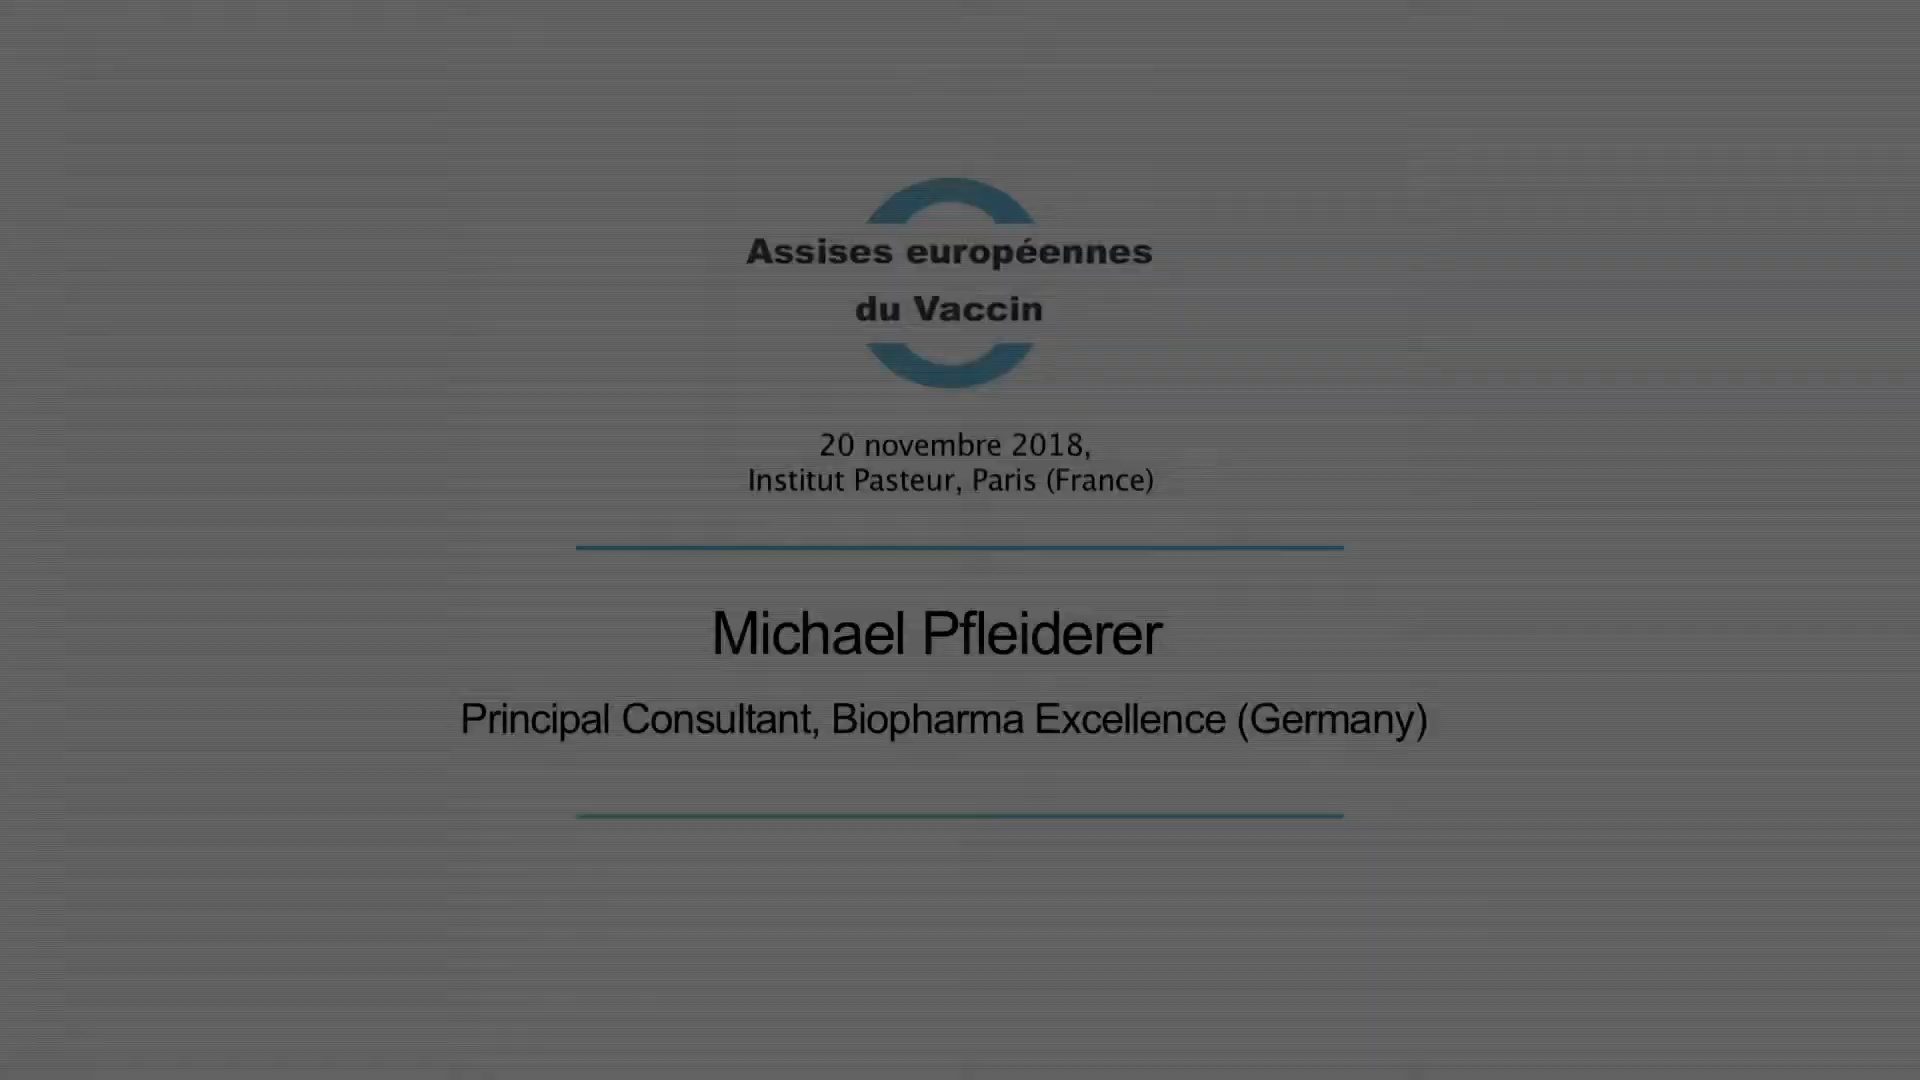 Assises européennes
du Vaccin
20 novembre 2018,
Institut Pasteur, Paris (France)
Michael Pfleiderer
Principal Consultant, Biopharma Excellence (Germany)